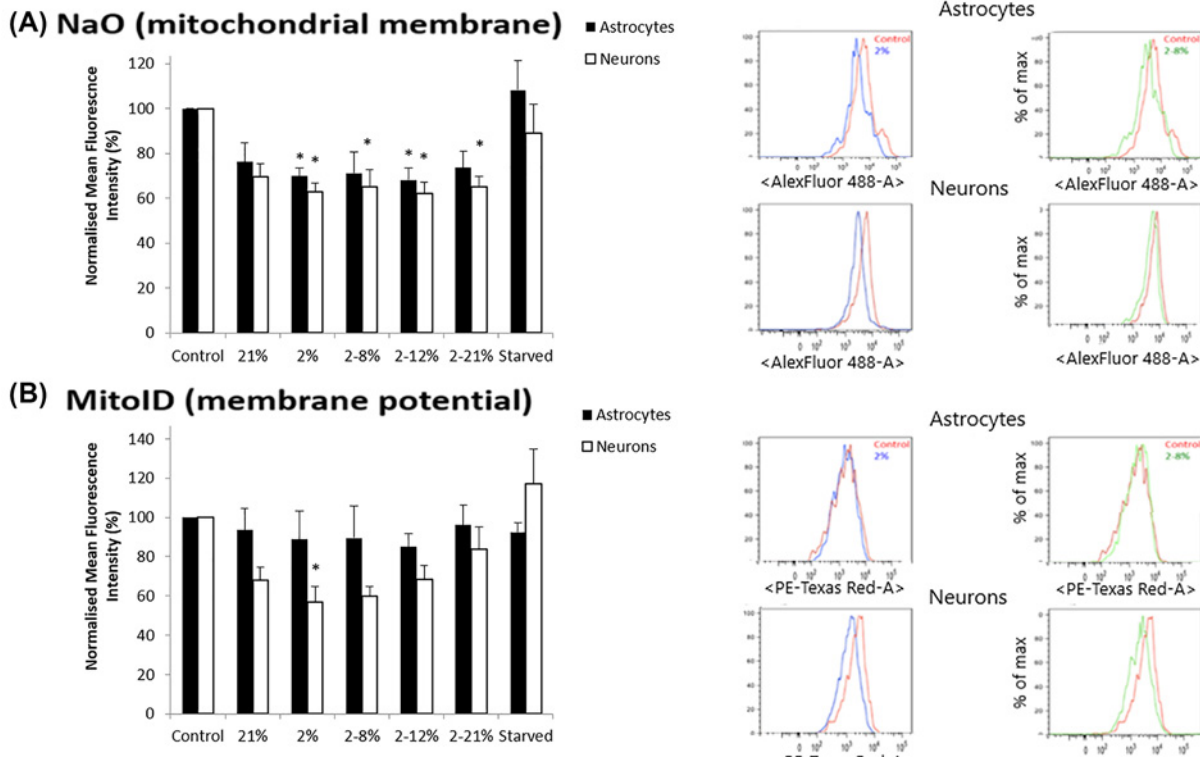 (A) NaO (mitochondrial membrane)
Astrocytes
Neurons
Normalised Mean Fluorescnce
Intensity (%)
120
100
80
60
40
20
0
* * * * * *
Control 21% 2% 2-8% 2-12% 2-21% Starved
Astrocytes
Control
2%
<AlexFluor 488-A>
Control
2-8%
% of max
<AlexFluor 488-A>
Neurons
<AlexFluor 488-A>
% of max
<AlexFluor 488-A>
(B) MitoID (membrane potential)
Astrocytes
Neurons
Normalized Mean Fluorescence
Intensity (%)
140
120
100
80
60
40
20
0
*
Control 21% 2% 2-8% 2-12% 2-21% Starved
Astrocytes
Control
2%
<PE-Texas Red-A>
Control
2-8%
% of max
<PE-Texas Red-A>
Neurons
% of max